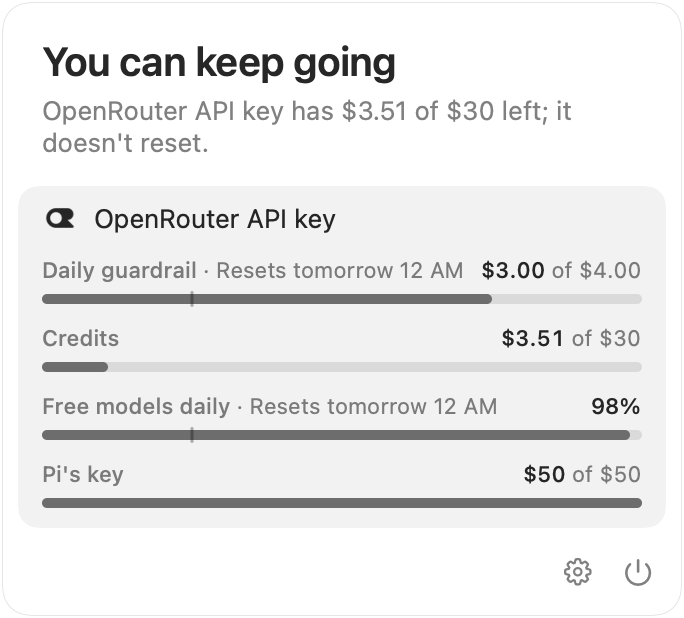 You can keep going
OpenRouter API key has $3.51 of $30 left; it
doesn't reset.
OpenRouter API key
Daily guardrail · Resets tomorrow 12 AM $3.00 of $4.00
Credits $3.51 of $30
Free models daily · Resets tomorrow 12 AM 98%
Pi's key $50 of $50